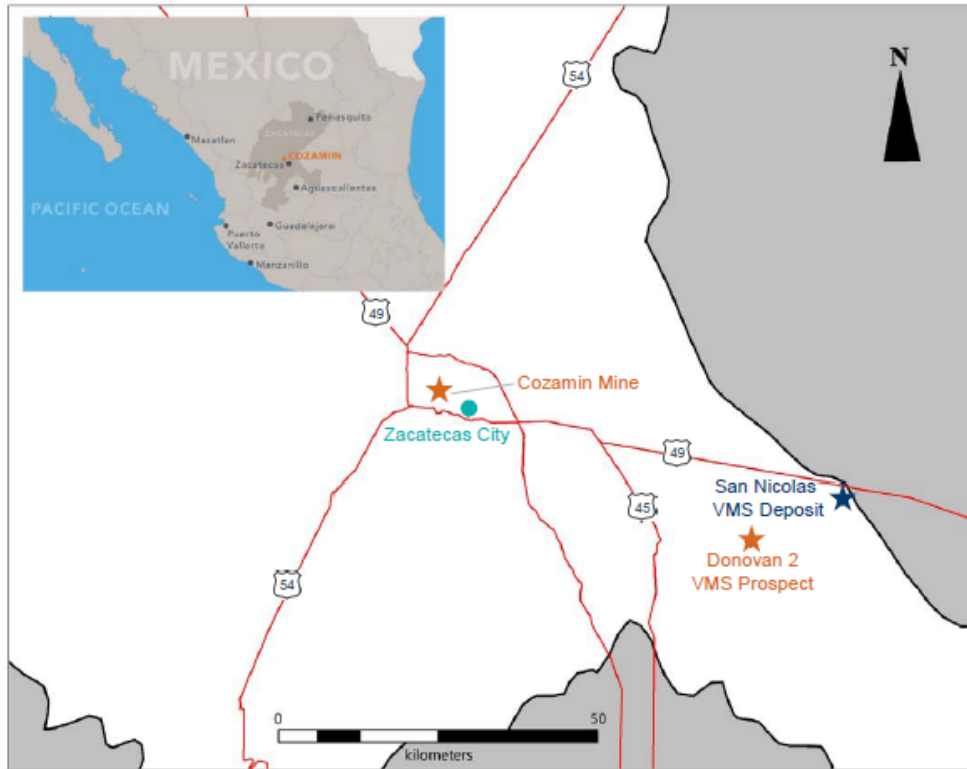 MEXICO
Peñasquito
ZACATECAS
Mazatlan
COZAMIN
Zacatecas
Aguascalientes
PACIFIC OCEAN
Guadalajara
Puerto
Vallarta
Manzanillo
54
N
49
Cozamin Mine
Zacatecas City
49
San Nicolas
VMS Deposit
45
Donovan 2
VMS Prospect
54
0
50
kilometers